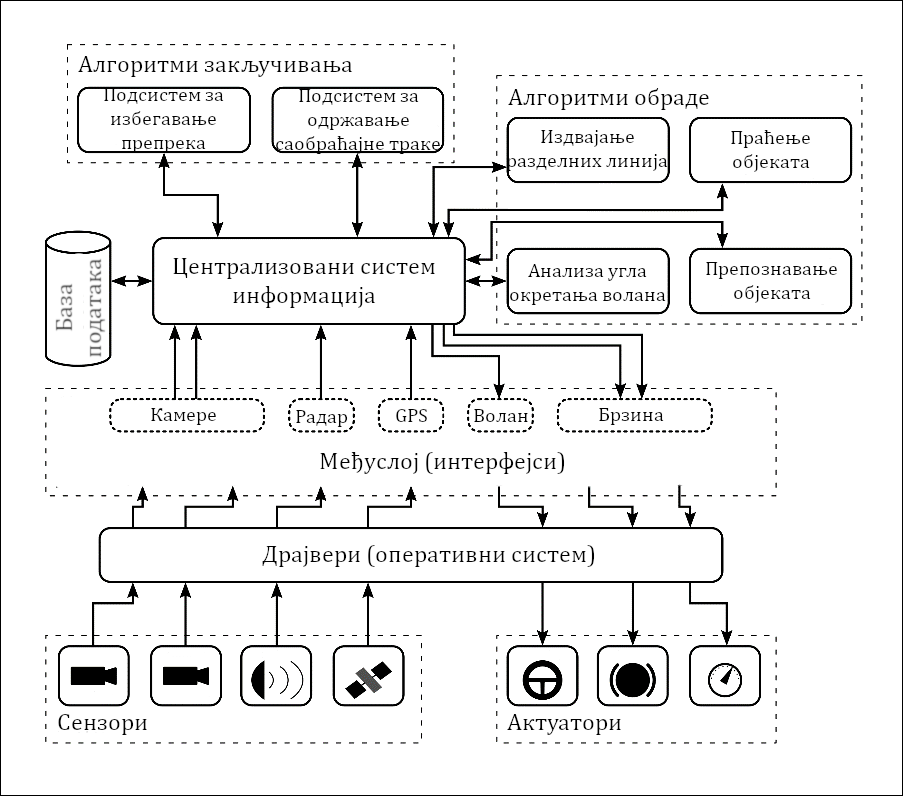 Алгоритми закључивања
Подсистем за
избегавање
препрека
Подсистем за
одржавање
саобраћајне траке
Алгоритми обраде
Издвајање
разделних линија
Праћење
објеката
Анализа угла
окретања волана
Препознавање
објеката
База
података
Централизовани систем
информација
Камере
Радар
GPS
Волан
Брзина
Међуслој (интерфејси)
Драјвери (оперативни систем)
Сензори
Актуатори